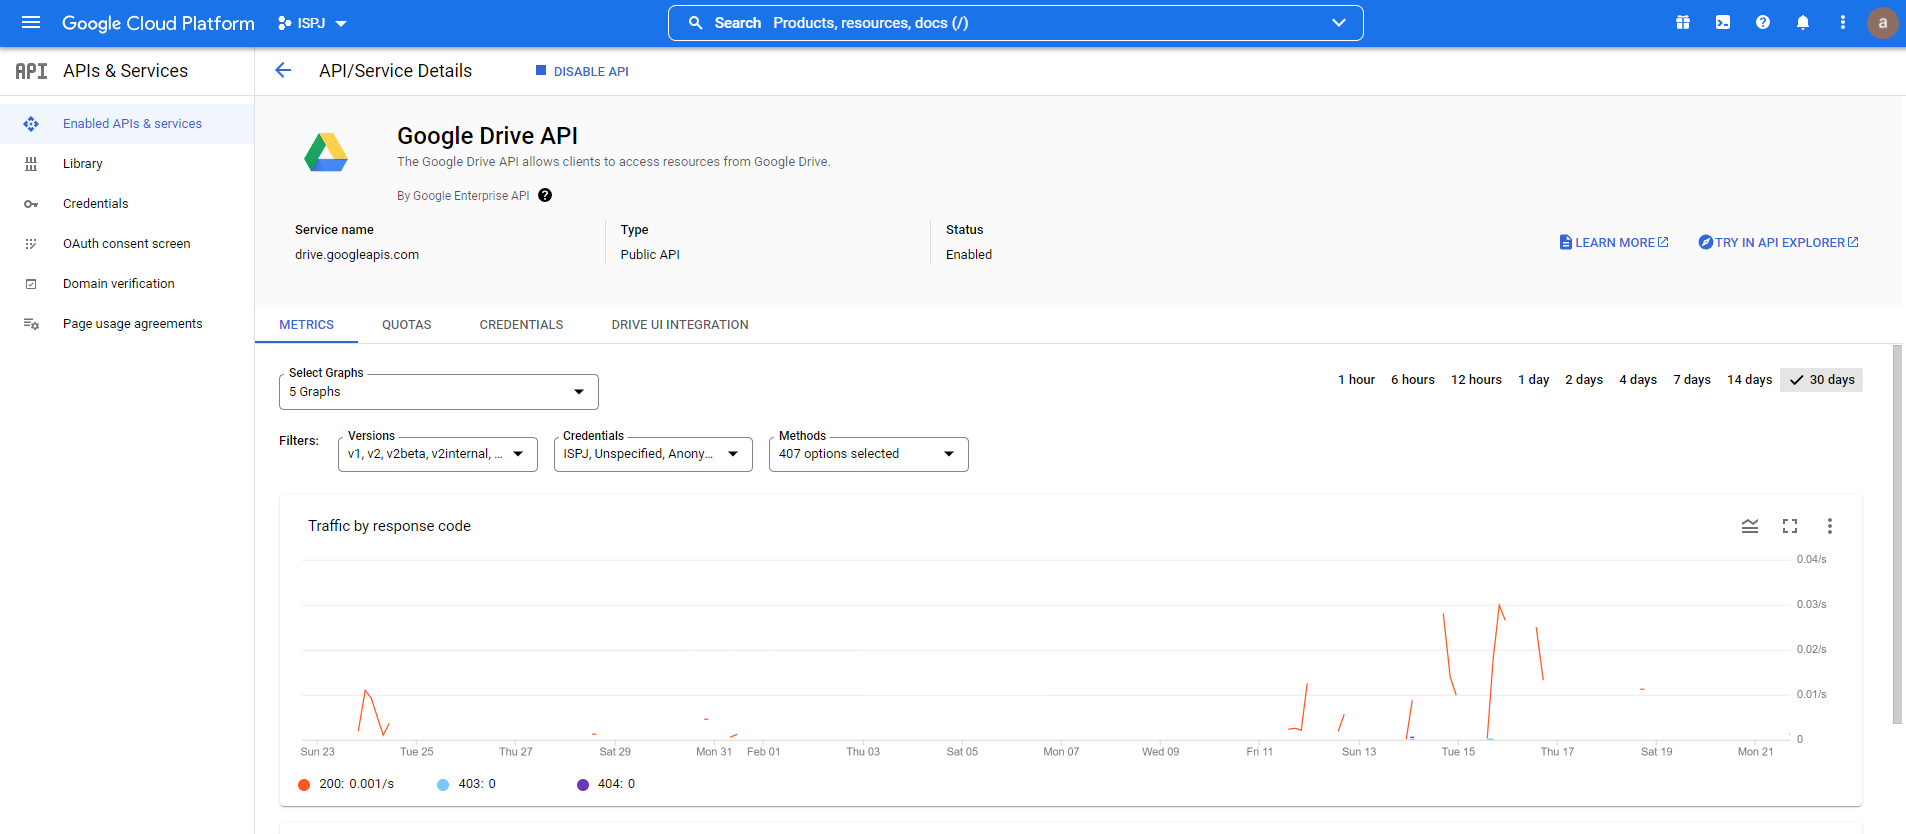 Google Cloud Platform
ISPJ
Search Products, resources, docs (/)
a
API APIs & Services
API/Service Details
DISABLE API
Enabled APIs & services
Library
Credentials
OAuth consent screen
Domain verification
Page usage agreements
Google Drive API
The Google Drive API allows clients to access resources from Google Drive.
By Google Enterprise API
Service name
drive.googleapis.com
Type
Public API
Status
Enabled
LEARN MORE
TRY IN API EXPLORER
METRICS QUOTAS CREDENTIALS DRIVE UI INTEGRATION
Select Graphs
5 Graphs
1 hour 6 hours 12 hours 1 day 2 days 4 days 7 days 14 days 30 days
Filters:
Versions
v1, v2, v2beta, v2internal, ...
Credentials
ISPJ, Unspecified, Anony...
Methods
407 options selected
Traffic by response code
0.04/s
0.03/s
0.02/s
0.01/s
0
Sun 23 Tue 25 Thu 27 Sat 29 Mon 31 Feb 01 Thu 03 Sat 05 Mon 07 Wed 09 Fri 11 Sun 13 Tue 15 Thu 17 Sat 19 Mon 21
200: 0.001/s 403: 0 404: 0